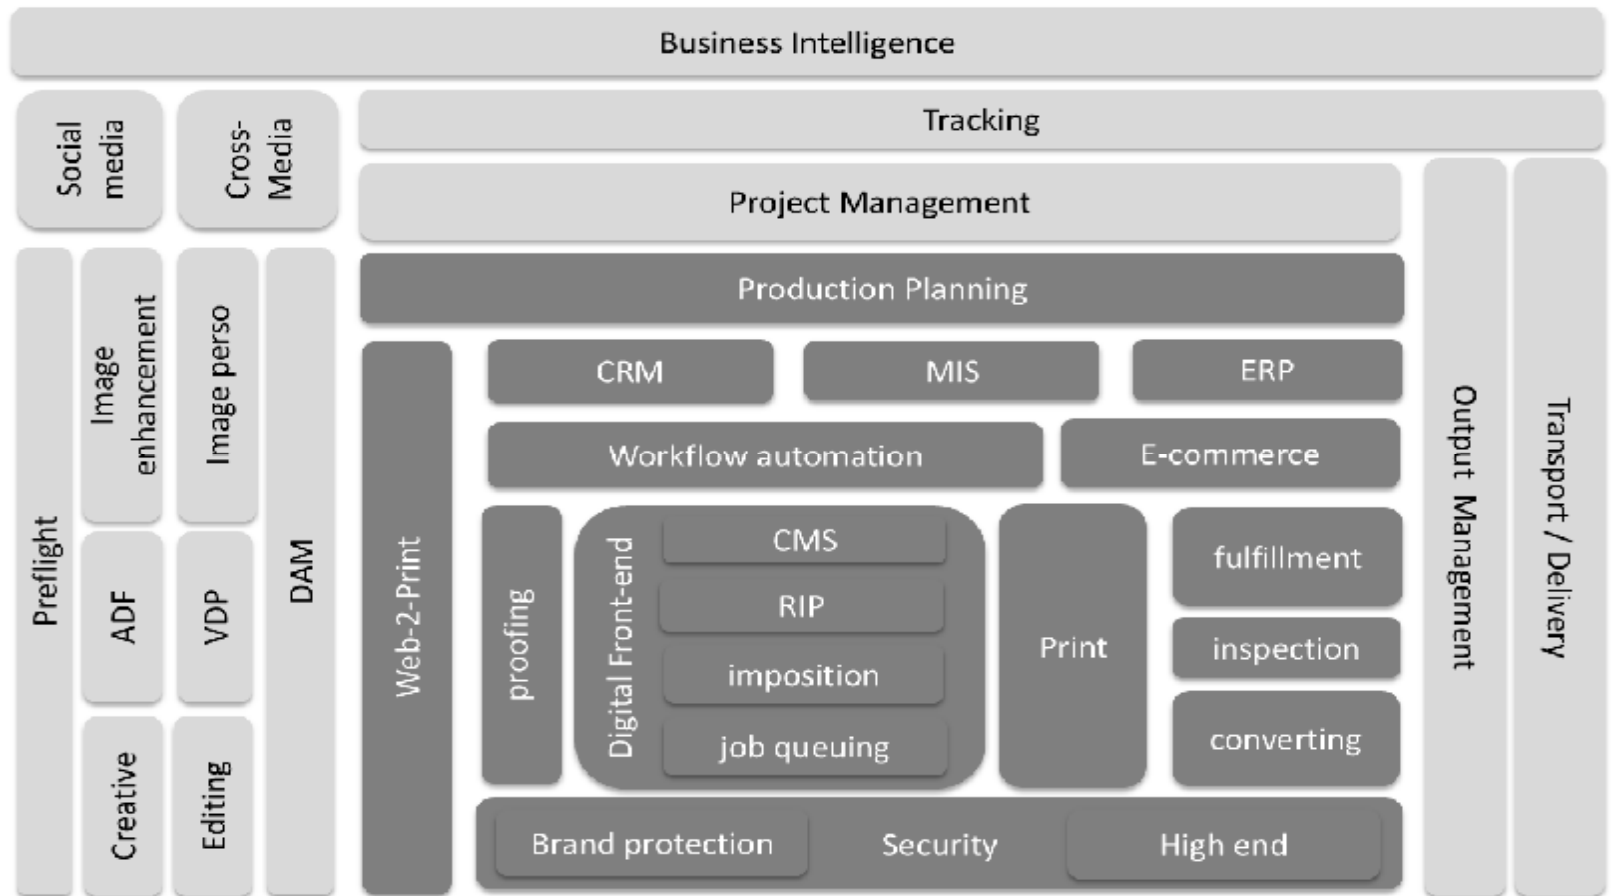 Business Intelligence
Social
media
Cross-
Media
Tracking
Project Management
Production Planning
Preflight
Image
enhancement
Image perso
DAM
ADF
VDP
Creative
Editing
Web-2-Print
CRM
MIS
ERP
Workflow automation
E-commerce
proofing
Digital Front-end
CMS
RIP
imposition
job queuing
Print
fulfillment
inspection
converting
Brand protection
Security
High end
Output Management
Transport / Delivery